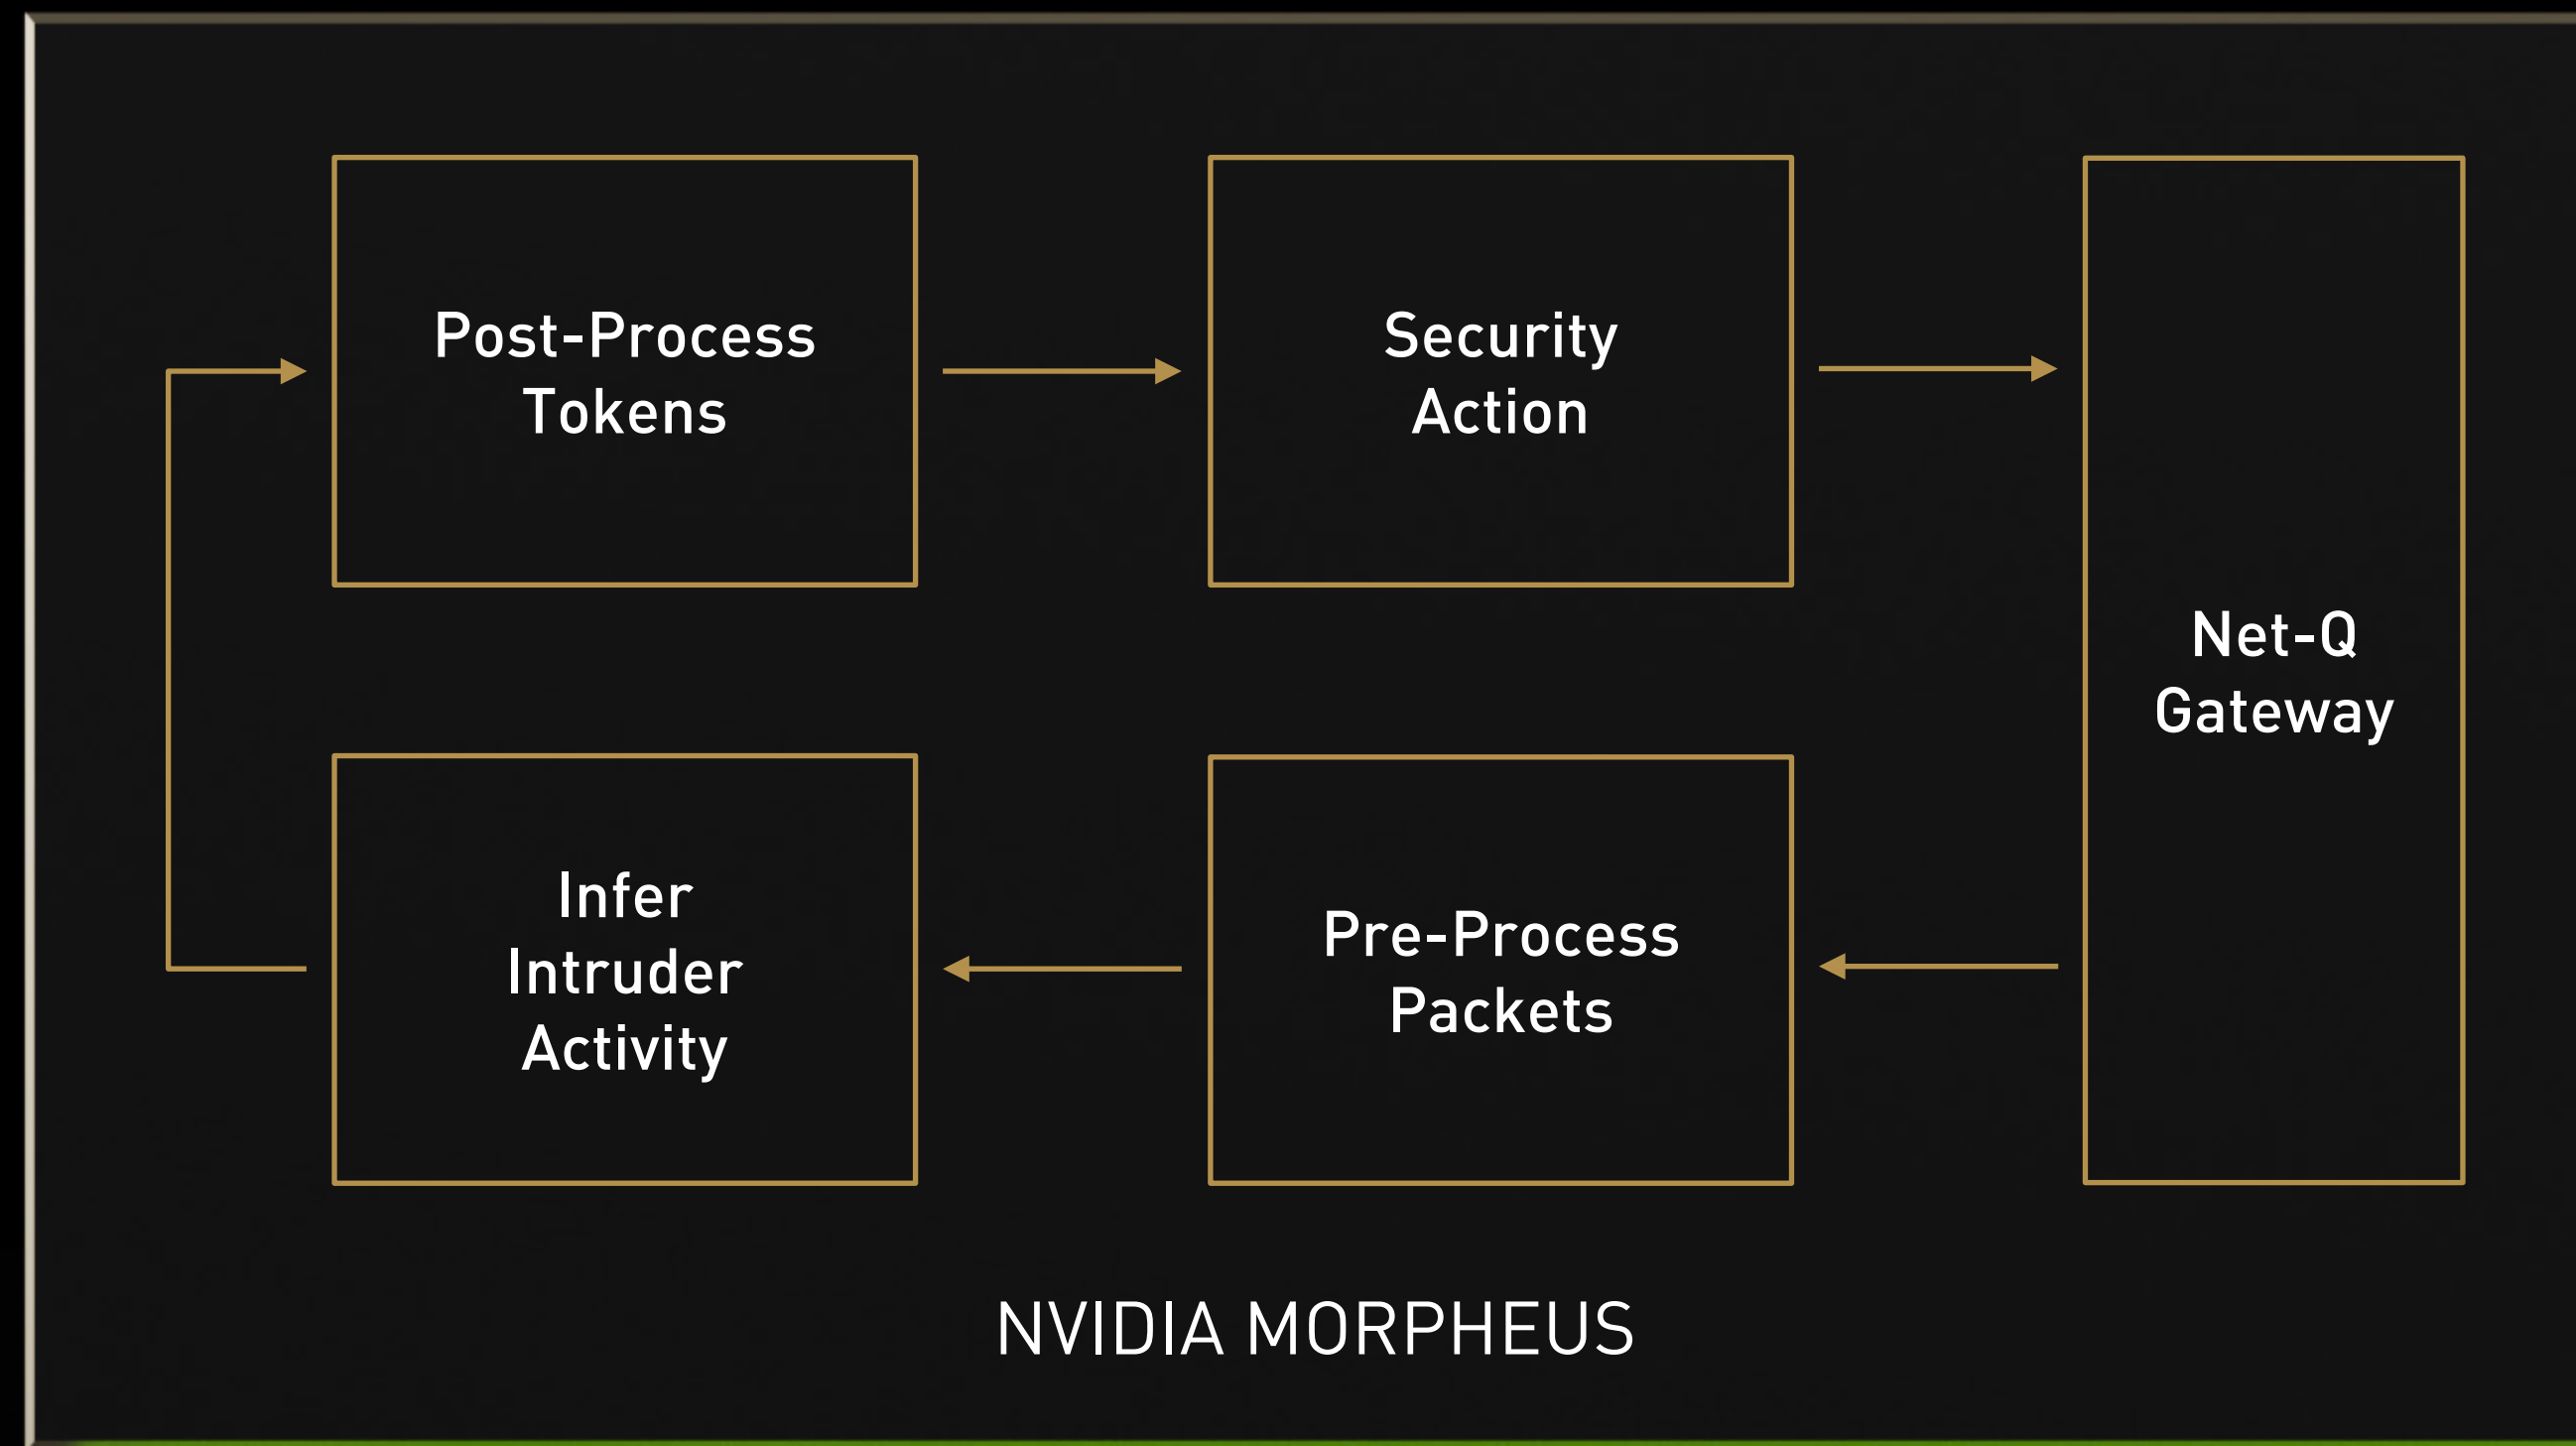 Post-Process
Tokens
Security
Action
Net-Q
Gateway
Infer
Intruder
Activity
Pre-Process
Packets
NVIDIA MORPHEUS